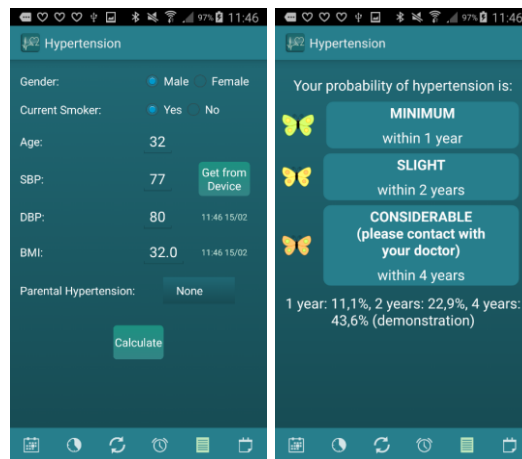 97% 11:46
Hypertension
Gender: Male Female
Current Smoker: Yes No
Age: 32
SBP: 77 Get from Device
DBP: 80 11:46 15/02
BMI: 32.0 11:46 15/02
Parental Hypertension: None
Calculate
97% 11:46
Hypertension
Your probability of hypertension is:
MINIMUM
within 1 year
SLIGHT
within 2 years
CONSIDERABLE
(please contact with
your doctor)
within 4 years
1 year: 11,1%, 2 years: 22,9%, 4 years:
43,6% (demonstration)